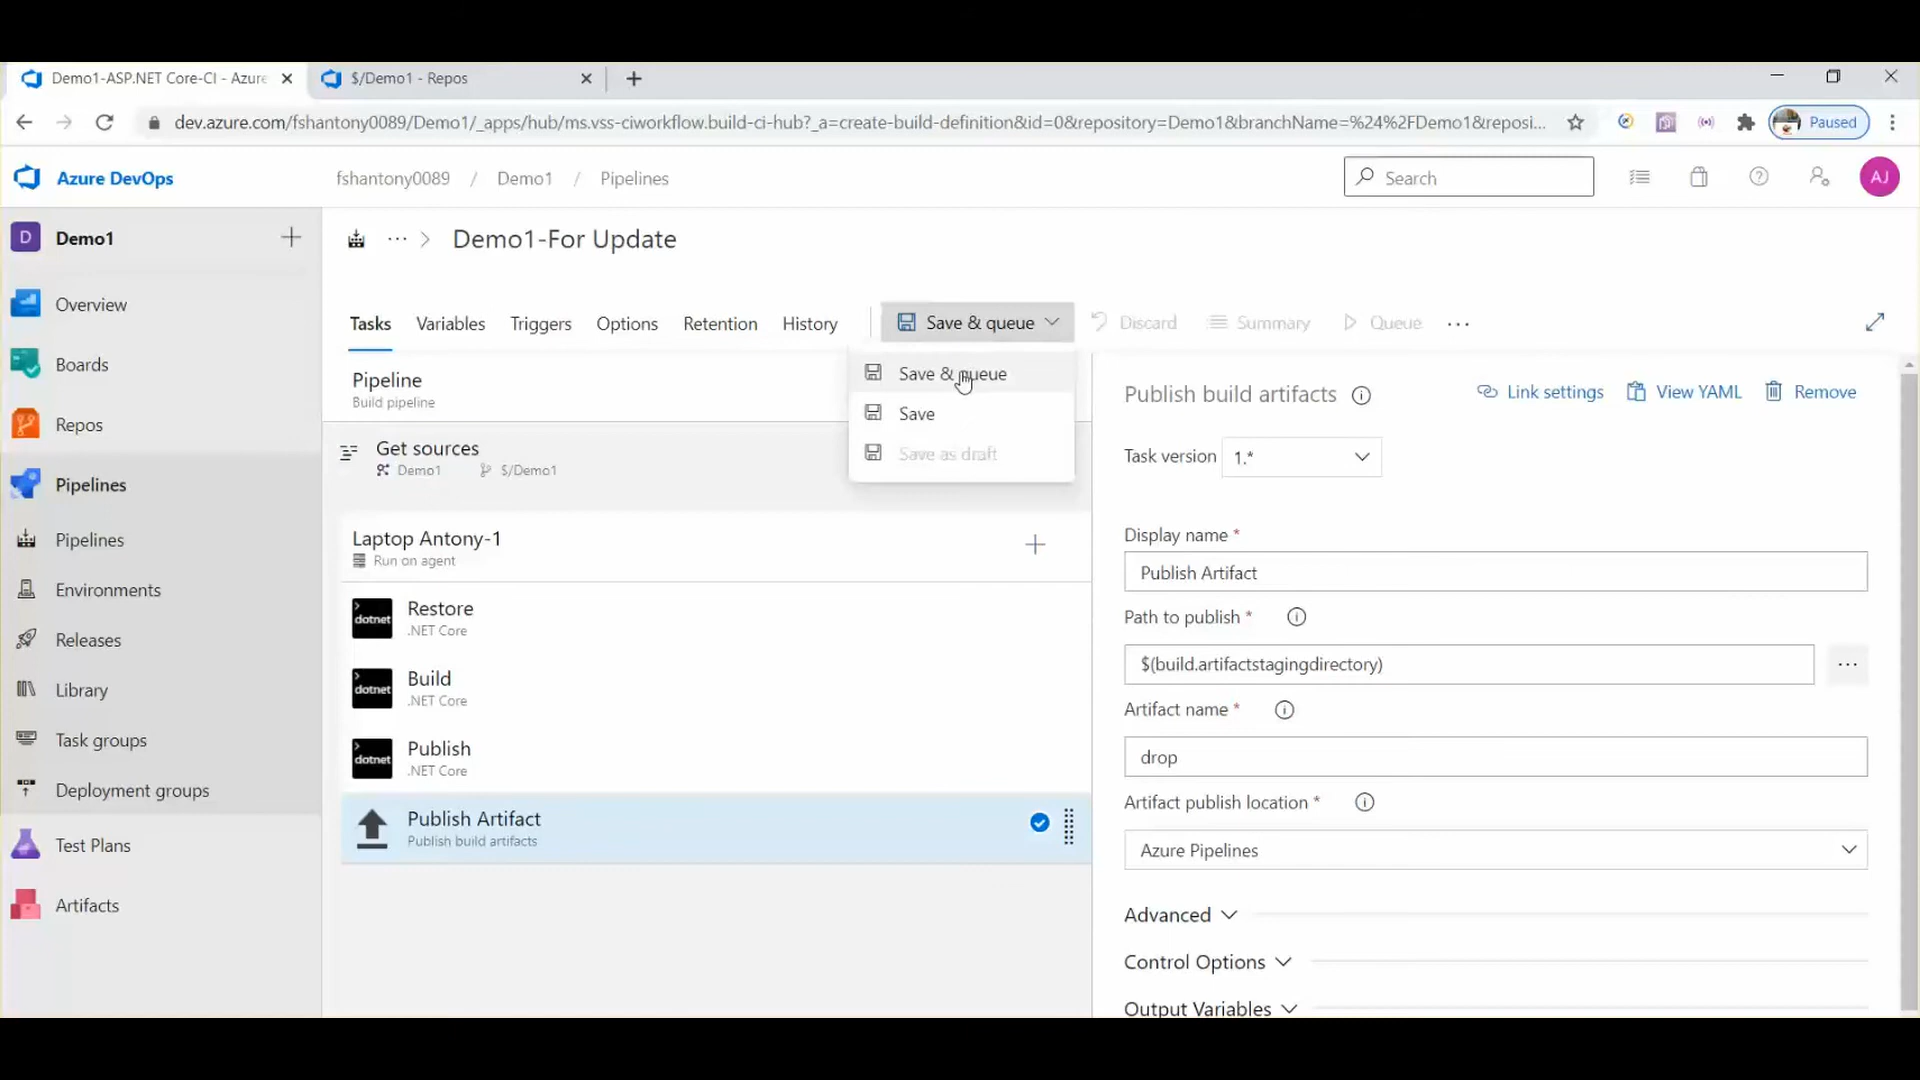 Demo1-ASP.NET Core-CI - Azure
$/Demo1 - Repos
dev.azure.com/fshantony0089/Demo1/_apps/hub/ms.vss-ciworkflow.build-ci-hub?_a=create-build-definition&id=0&repository=Demo1&branchName=%24%2FDemo1&reposi...
Paused
Azure DevOps
fshantony0089 / Demo1 / Pipelines
Search
AJ
D Demo1
Overview
Boards
Repos
Pipelines
Pipelines
Environments
Releases
Library
Task groups
Deployment groups
Test Plans
Artifacts
... > Demo1-For Update
Tasks Variables Triggers Options Retention History
Save & queue Discard Summary Queue ...
Save & queue
Save
Save as draft
Pipeline
Build pipeline
Get sources
Demo1 $/Demo1
Laptop Antony-1
Run on agent
dotnet Restore
.NET Core
dotnet Build
.NET Core
dotnet Publish
.NET Core
Publish Artifact
Publish build artifacts
Publish build artifacts
Link settings View YAML Remove
Task version 1.*
Display name *
Publish Artifact
Path to publish *
$(build.artifactstagingdirectory)
...
Artifact name *
drop
Artifact publish location *
Azure Pipelines
Advanced
Control Options
Output Variables